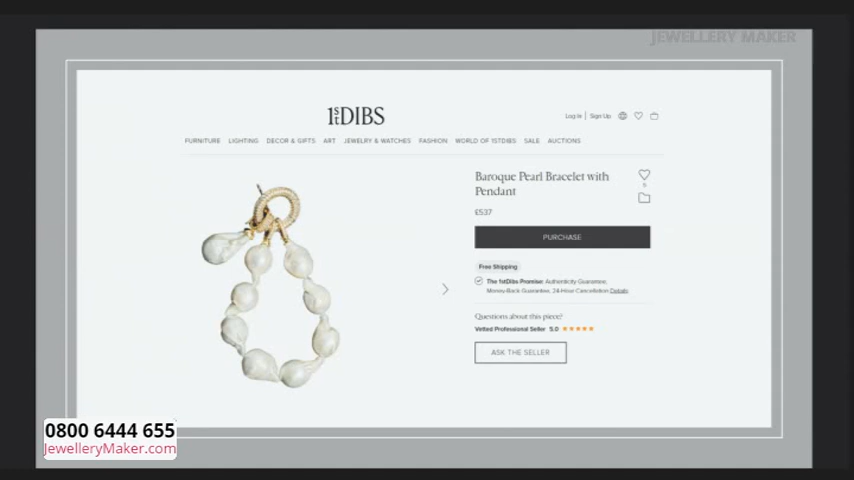 JEWELLERY MAKER
1stDIBS
Log In | Sign Up
FURNITURE LIGHTING DECOR & GIFTS ART JEWELRY & WATCHES FASHION WORLD OF 1STDIBS SALE AUCTIONS
Baroque Pearl Bracelet with
Pendant
6
£537
PURCHASE
Free Shipping
The 1stDibs Promise: Authenticity Guarantee,
Money-Back Guarantee, 24-Hour Cancellation Details
Questions about this piece?
Vetted Professional Seller 5.0
ASK THE SELLER
0800 6444 655
JewelleryMaker.com